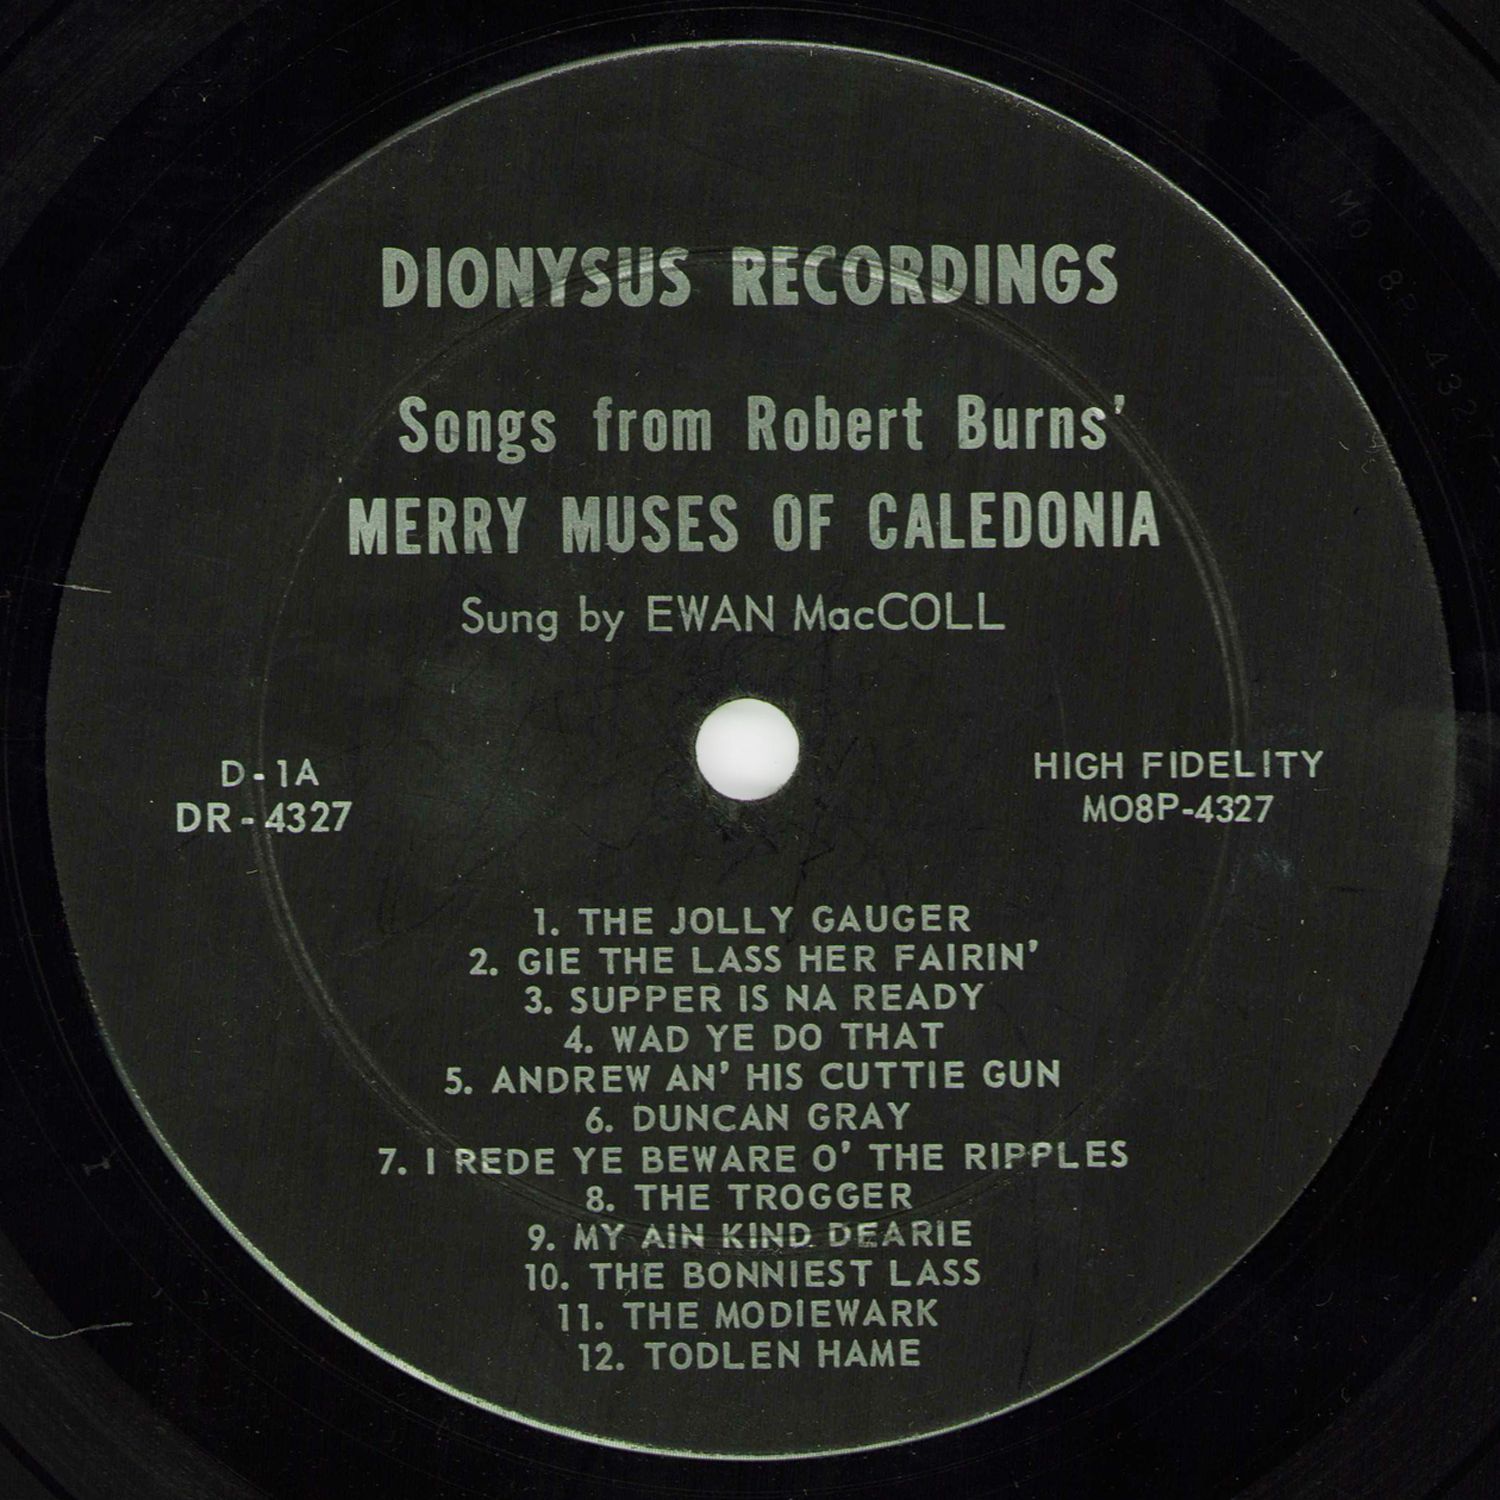 DIONYSUS RECORDINGS
Songs from Robert Burns'
MERRY MUSES OF CALEDONIA
Sung by EWAN MacCOLL
D-1A
DR-4327
HIGH FIDELITY
MO8P-4327
1. THE JOLLY GAUGER
2. GIE THE LASS HER FAIRIN'
3. SUPPER IS NA READY
4. WAD YE DO THAT
5. ANDREW AN' HIS CUTTIE GUN
6. DUNCAN GRAY
7. I REDE YE BEWARE O' THE RIPPLES
8. THE TROGGER
9. MY AIN KIND DEARIE
10. THE BONNIEST LASS
11. THE MODIEWARK
12. TODLEN HAME
MO 8P 4327